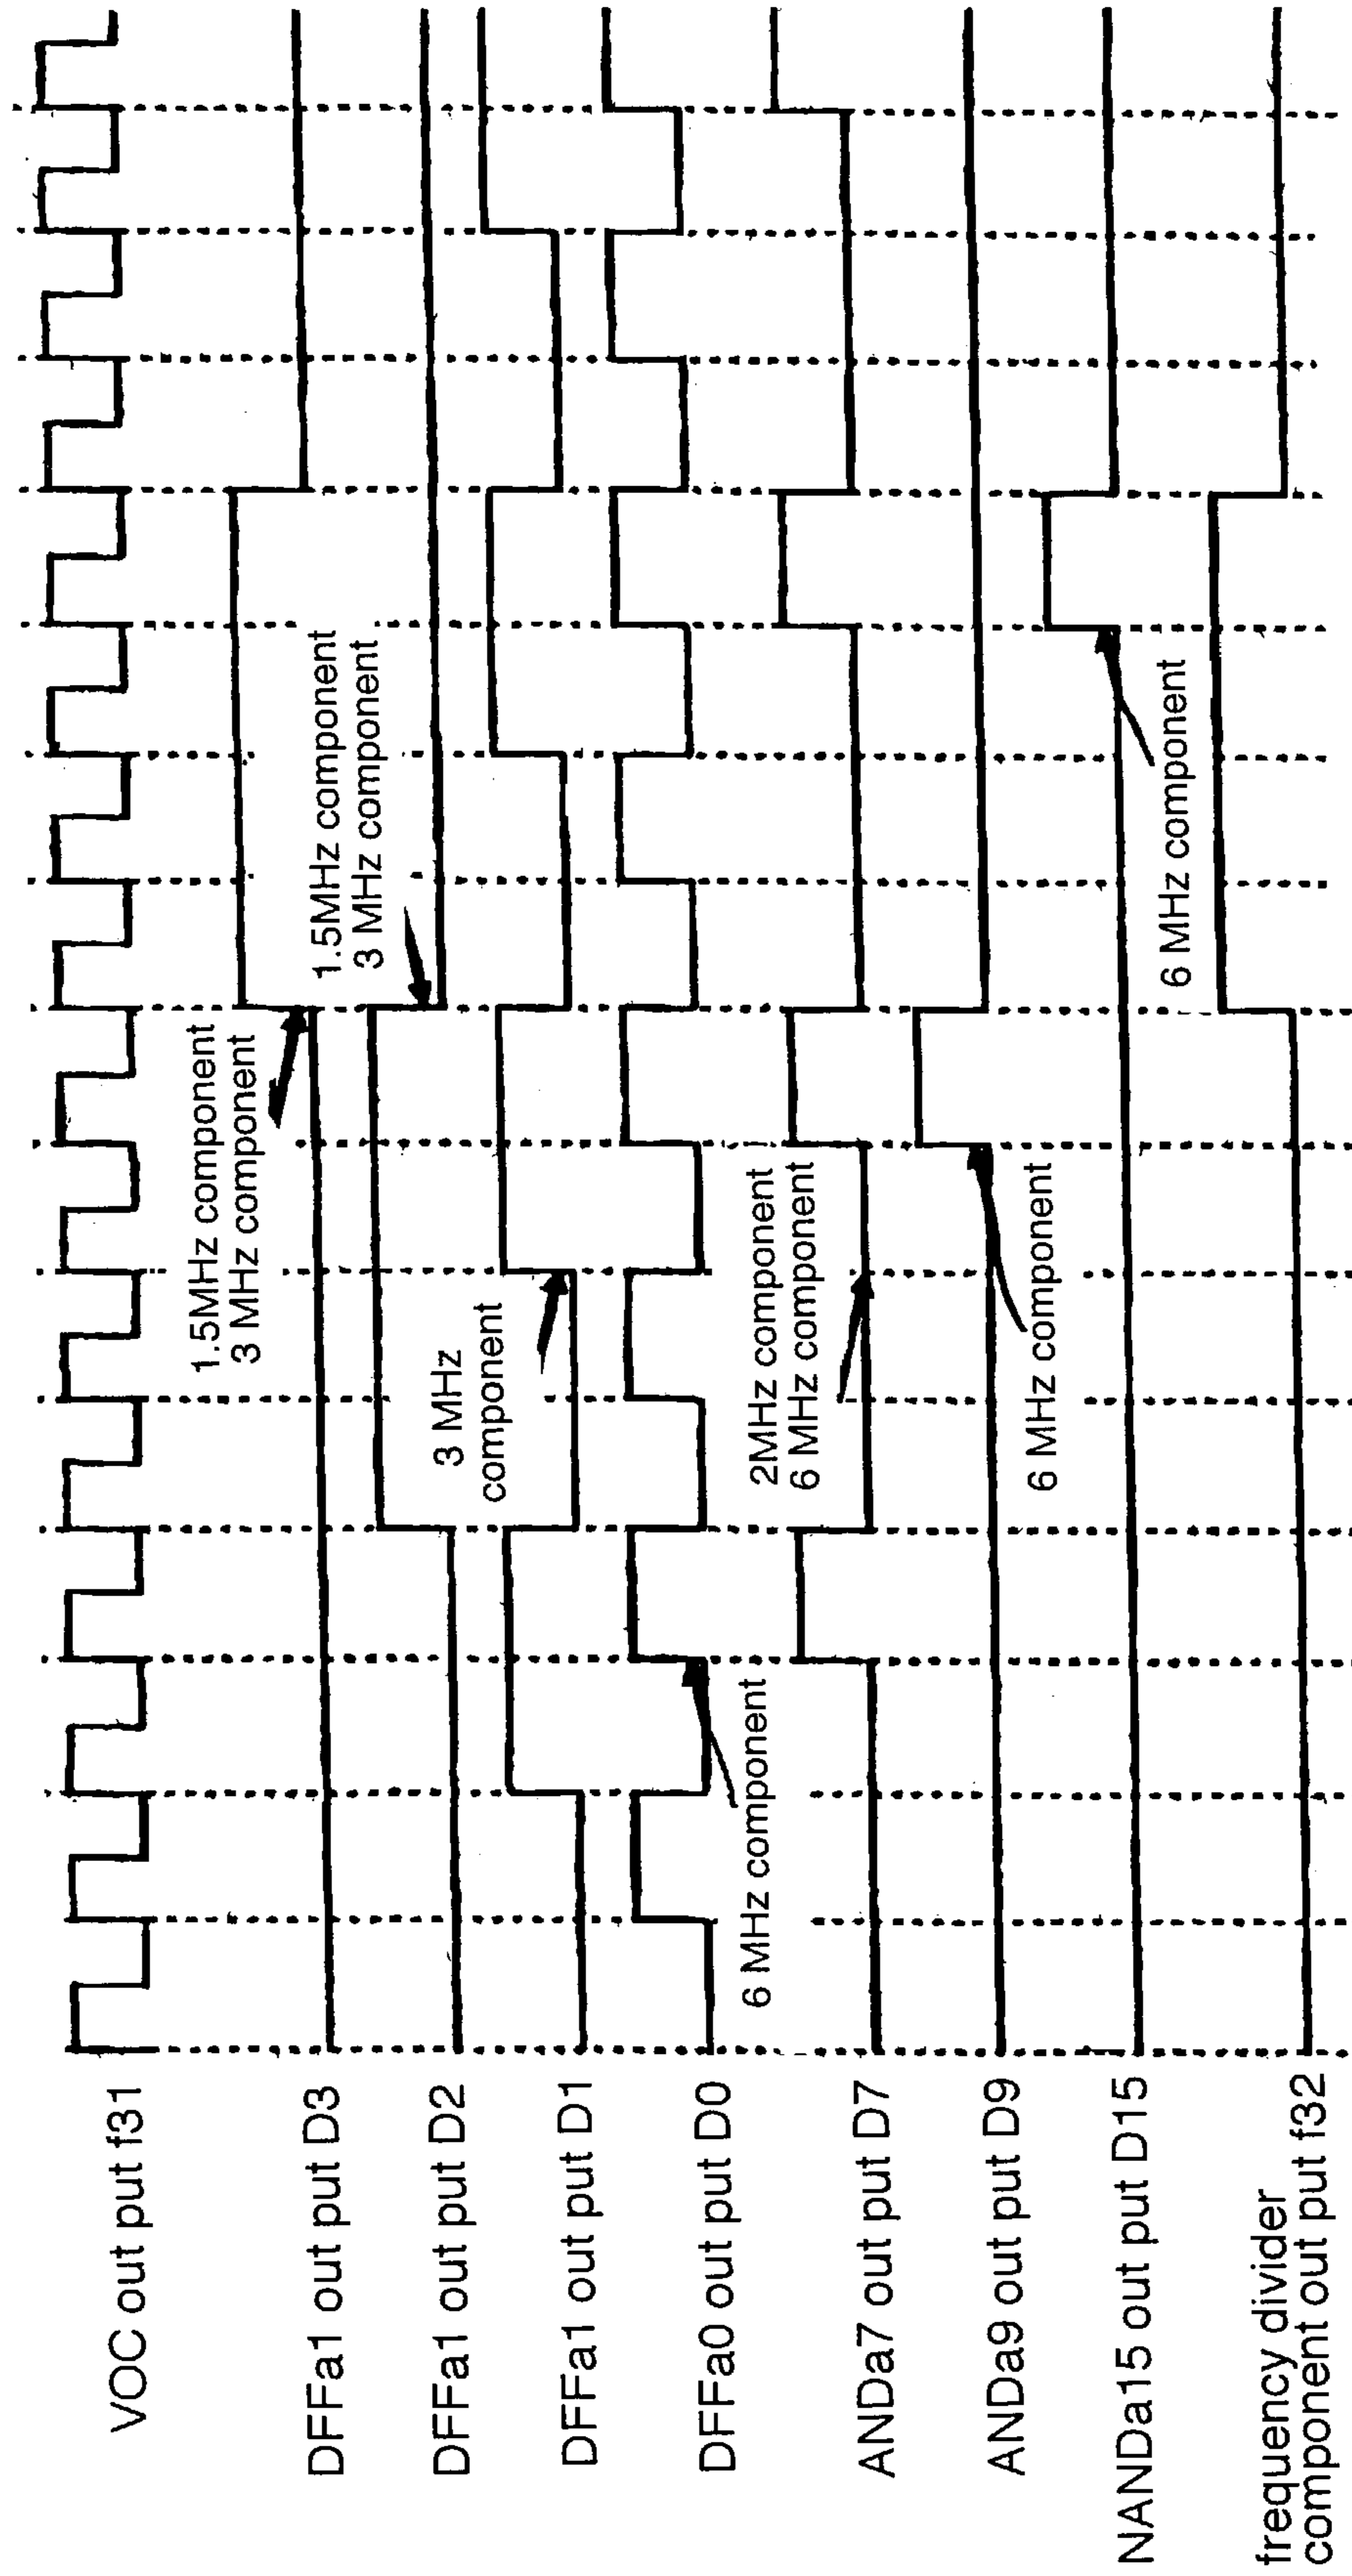 VOC out put f31
DFFa1 out put D3
1.5MHz component
3 MHz component
DFFa1 out put D2
1.5MHz component
3 MHz component
DFFa1 out put D1
3 MHz
component
DFFa0 out put D0
6 MHz component
ANDa7 out put D7
2MHz component
6 MHz component
ANDa9 out put D9
6 MHz component
NANDa15 out put D15
6 MHz component
frequency divider
component out put f32